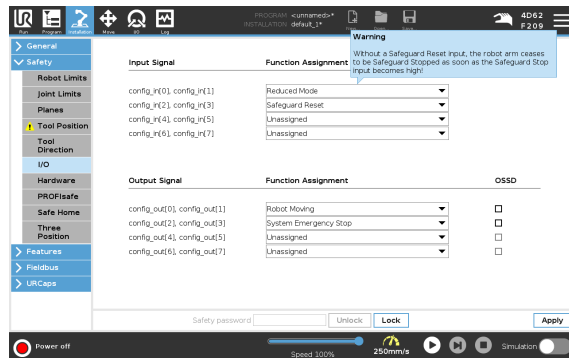 UR
PROGRAM <unnamed>*
INSTALLATION default_1*
4D62
F209
Run Program Installation Move I/O Log
New Open Save
Warning
Without a Safeguard Reset input, the robot arm ceases
to be Safeguard Stopped as soon as the Safeguard Stop
input becomes high!
General
Safety
Robot Limits
Joint Limits
Planes
Tool Position
Tool
Direction
I/O
Hardware
PROFIsafe
Safe Home
Three
Position
Features
Fieldbus
URCaps
Input Signal Function Assignment
config_in[0], config_in[1] Reduced Mode
config_in[2], config_in[3] Safeguard Reset
config_in[4], config_in[5] Unassigned
config_in[6], config_in[7] Unassigned
Output Signal Function Assignment OSSD
config_out[0], config_out[1] Robot Moving
config_out[2], config_out[3] System Emergency Stop
config_out[4], config_out[5] Unassigned
config_out[6], config_out[7] Unassigned
Safety password Unlock Lock Apply
Power off
Speed 100%
250mm/s
Simulation